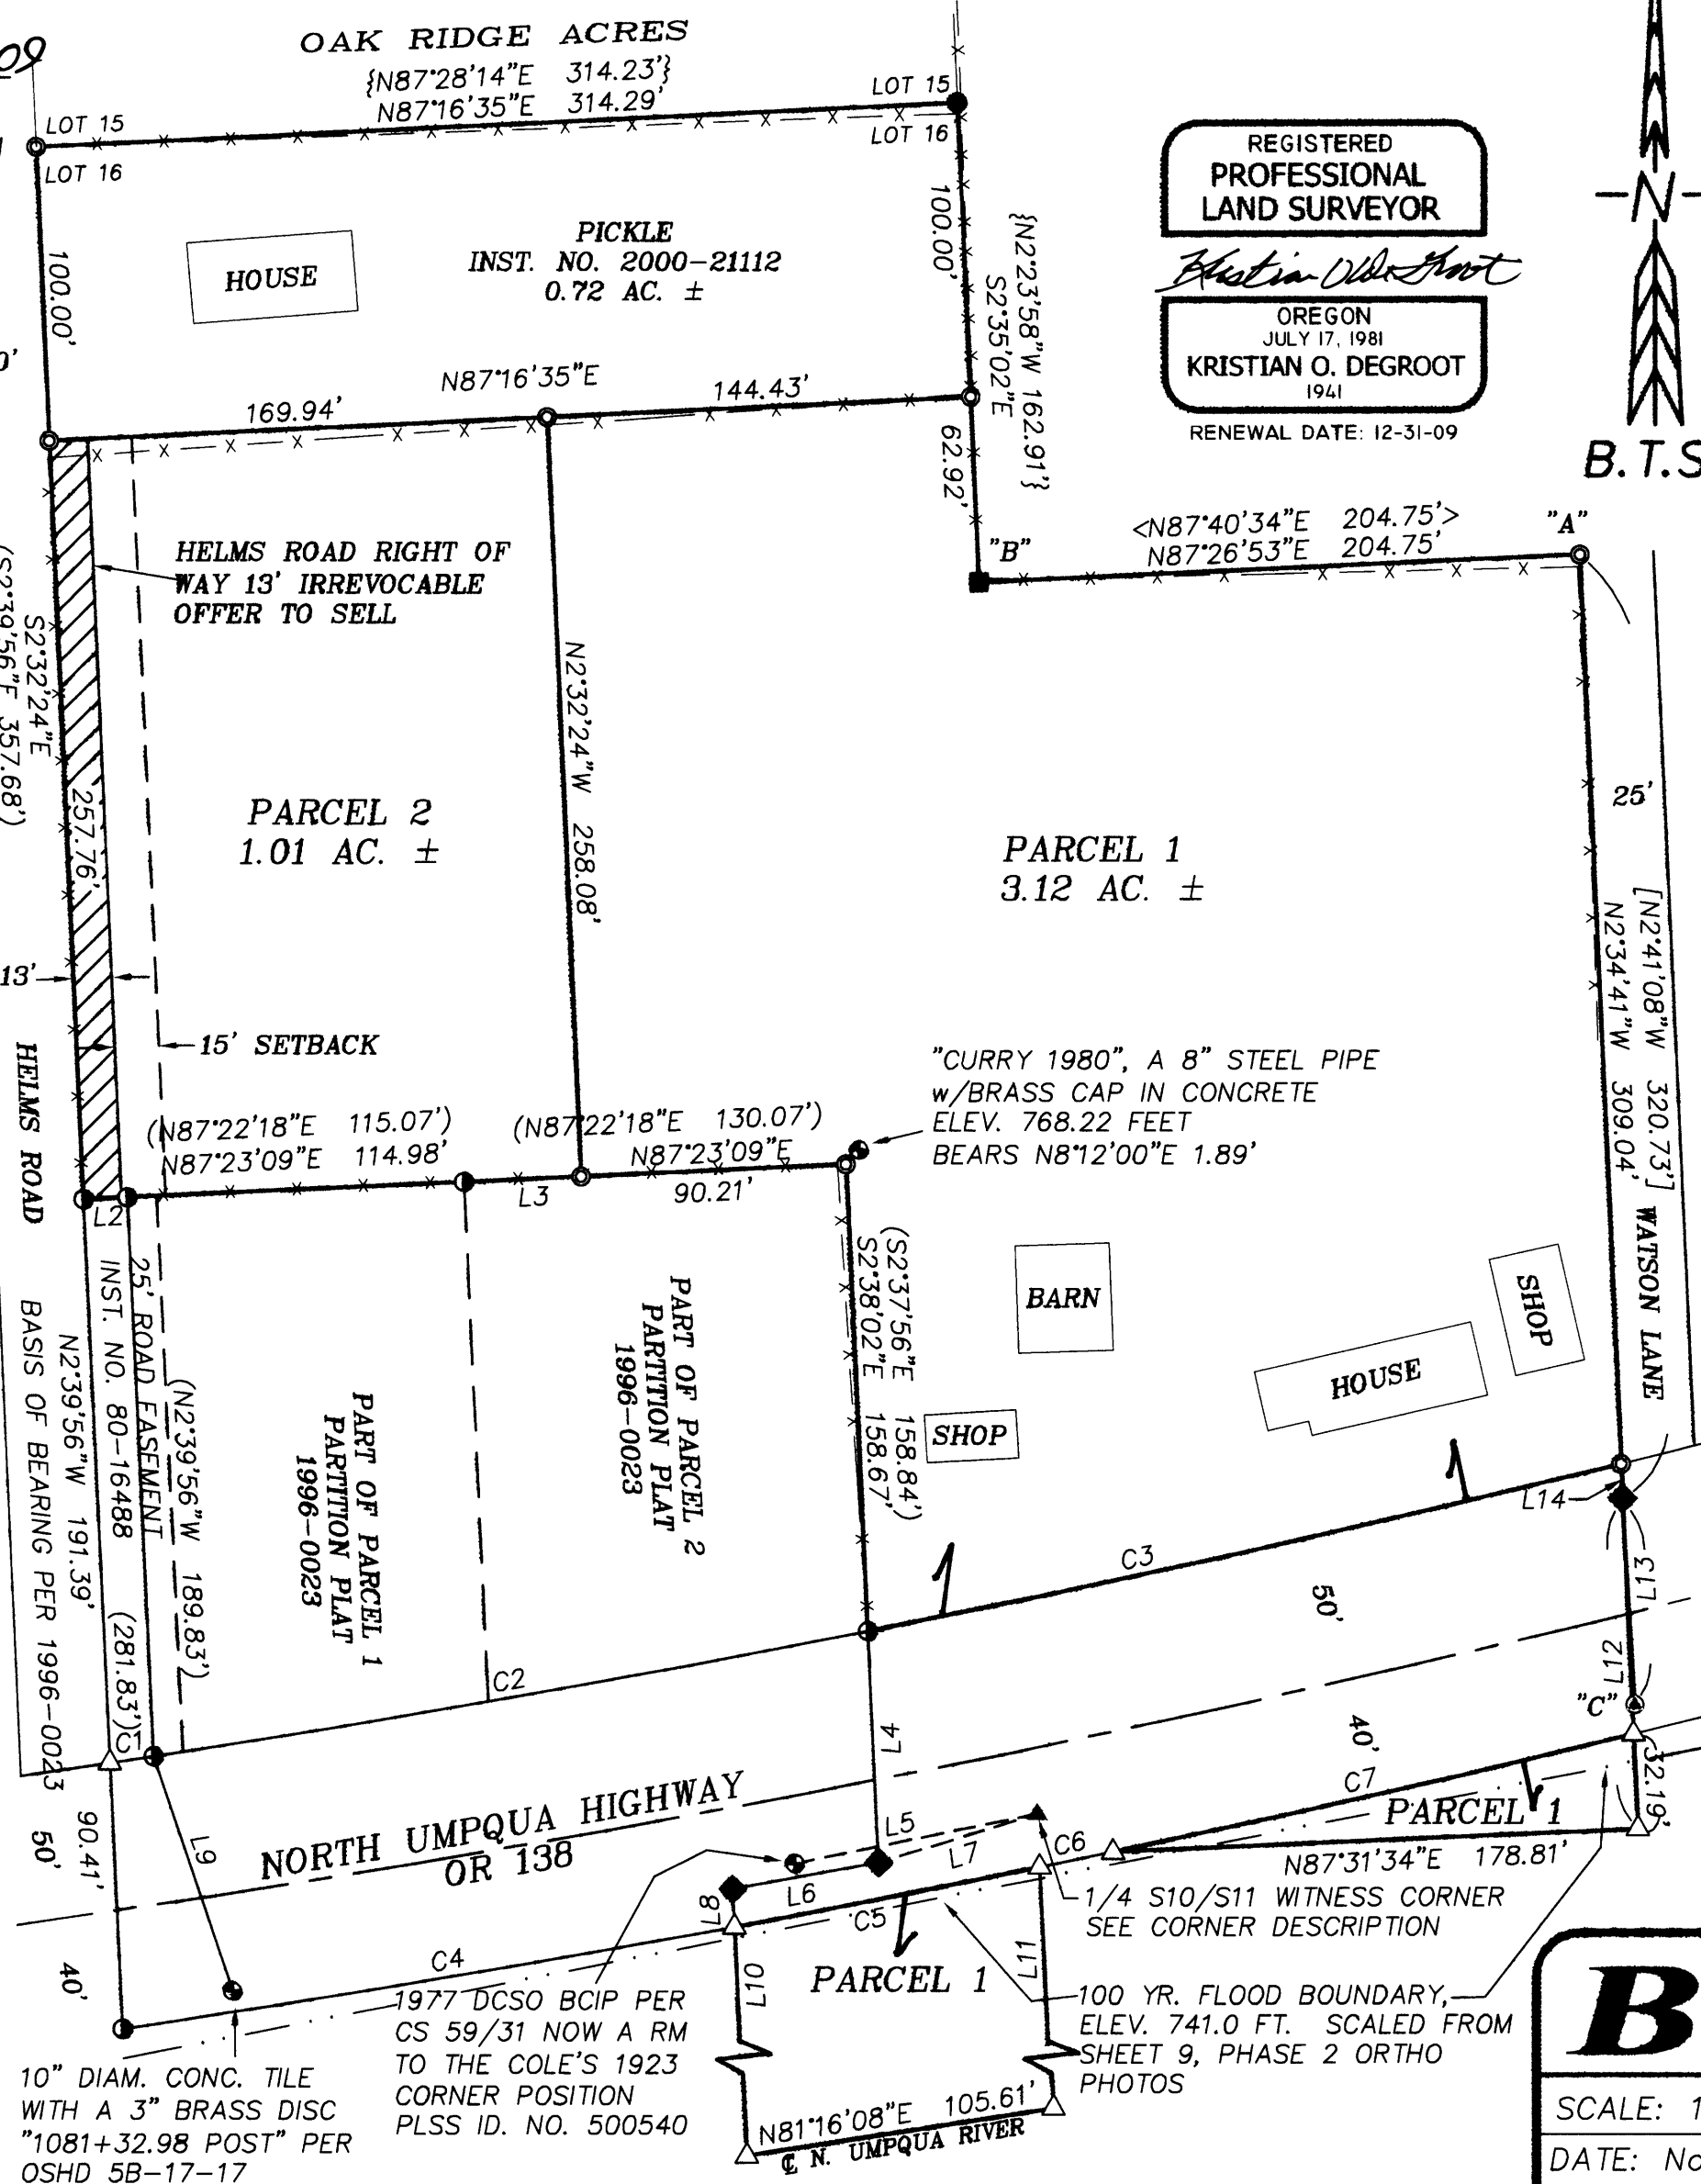 09
OAK RIDGE ACRES
{N87°28'14"E 314.23'}
N87°16'35"E 314.29'
LOT 15
LOT 16
LOT 15
LOT 16
100.00'
HOUSE
PICKLE
INST. NO. 2000-21112
0.72 AC. ±
100.00'
{N2°23'58"W 162.91'}
S2°35'02"E
62.92'
REGISTERED
PROFESSIONAL
LAND SURVEYOR
OREGON
JULY 17, 1981
KRISTIAN O. DEGROOT
1941
RENEWAL DATE: 12-31-09
N
B.T.S
169.94'
N87°16'35"E
144.43'
HELMS ROAD RIGHT OF
WAY 13' IRREVOCABLE
OFFER TO SELL
"B"
<N87°40'34"E 204.75'>
N87°26'53"E 204.75'
"A"
S2°32'24"E
(S2°39'56"E 357.68')
257.76'
N2°32'24"W 258.08'
PARCEL 2
1.01 AC. ±
PARCEL 1
3.12 AC. ±
25'
[N2°41'08"W 320.73']
N2°34'41"W 309.04'
WATSON LANE
13'
15' SETBACK
HELMS ROAD
"CURRY 1980", A 8" STEEL PIPE
w/BRASS CAP IN CONCRETE
ELEV. 768.22 FEET
BEARS N8°12'00"E 1.89'
(N87°22'18"E 115.07')
N87°23'09"E 114.98'
(N87°22'18"E 130.07')
N87°23'09"E
90.21'
L2
L3
25' ROAD EASEMENT
INST. NO. 80-16488
(281.83')
C1
(N2°39'56"W 189.83')
N2°39'56"W 191.39'
BASIS OF BEARING PER 1996-0023
PART OF PARCEL 1
PARTITION PLAT
1996-0023
PART OF PARCEL 2
PARTITION PLAT
1996-0023
(S2°37'56"E 158.84')
S2°38'02"E 158.67'
BARN
SHOP
HOUSE
SHOP
1
1
L14
L13
L12
C3
C2
50'
"C"
40'
32.19'
L4
C7
PARCEL 1
N87°31'34"E 178.81'
90.41'
50'
L9
40'
NORTH UMPQUA HIGHWAY
OR 138
L5
L7
C6
L6
L8
C5
C4
1/4 S10/S11 WITNESS CORNER
SEE CORNER DESCRIPTION
L10
L11
PARCEL 1
100 YR. FLOOD BOUNDARY,
ELEV. 741.0 FT. SCALED FROM
SHEET 9, PHASE 2 ORTHO
PHOTOS
1977 DCSO BCIP PER
CS 59/31 NOW A RM
TO THE COLE'S 1923
CORNER POSITION
PLSS ID. NO. 500540
10" DIAM. CONC. TILE
WITH A 3" BRASS DISC
"1081+32.98 POST" PER
OSHD 5B-17-17
N81°16'08"E 105.61'
℄ N. UMPQUA RIVER
B
SCALE: 1
DATE: No